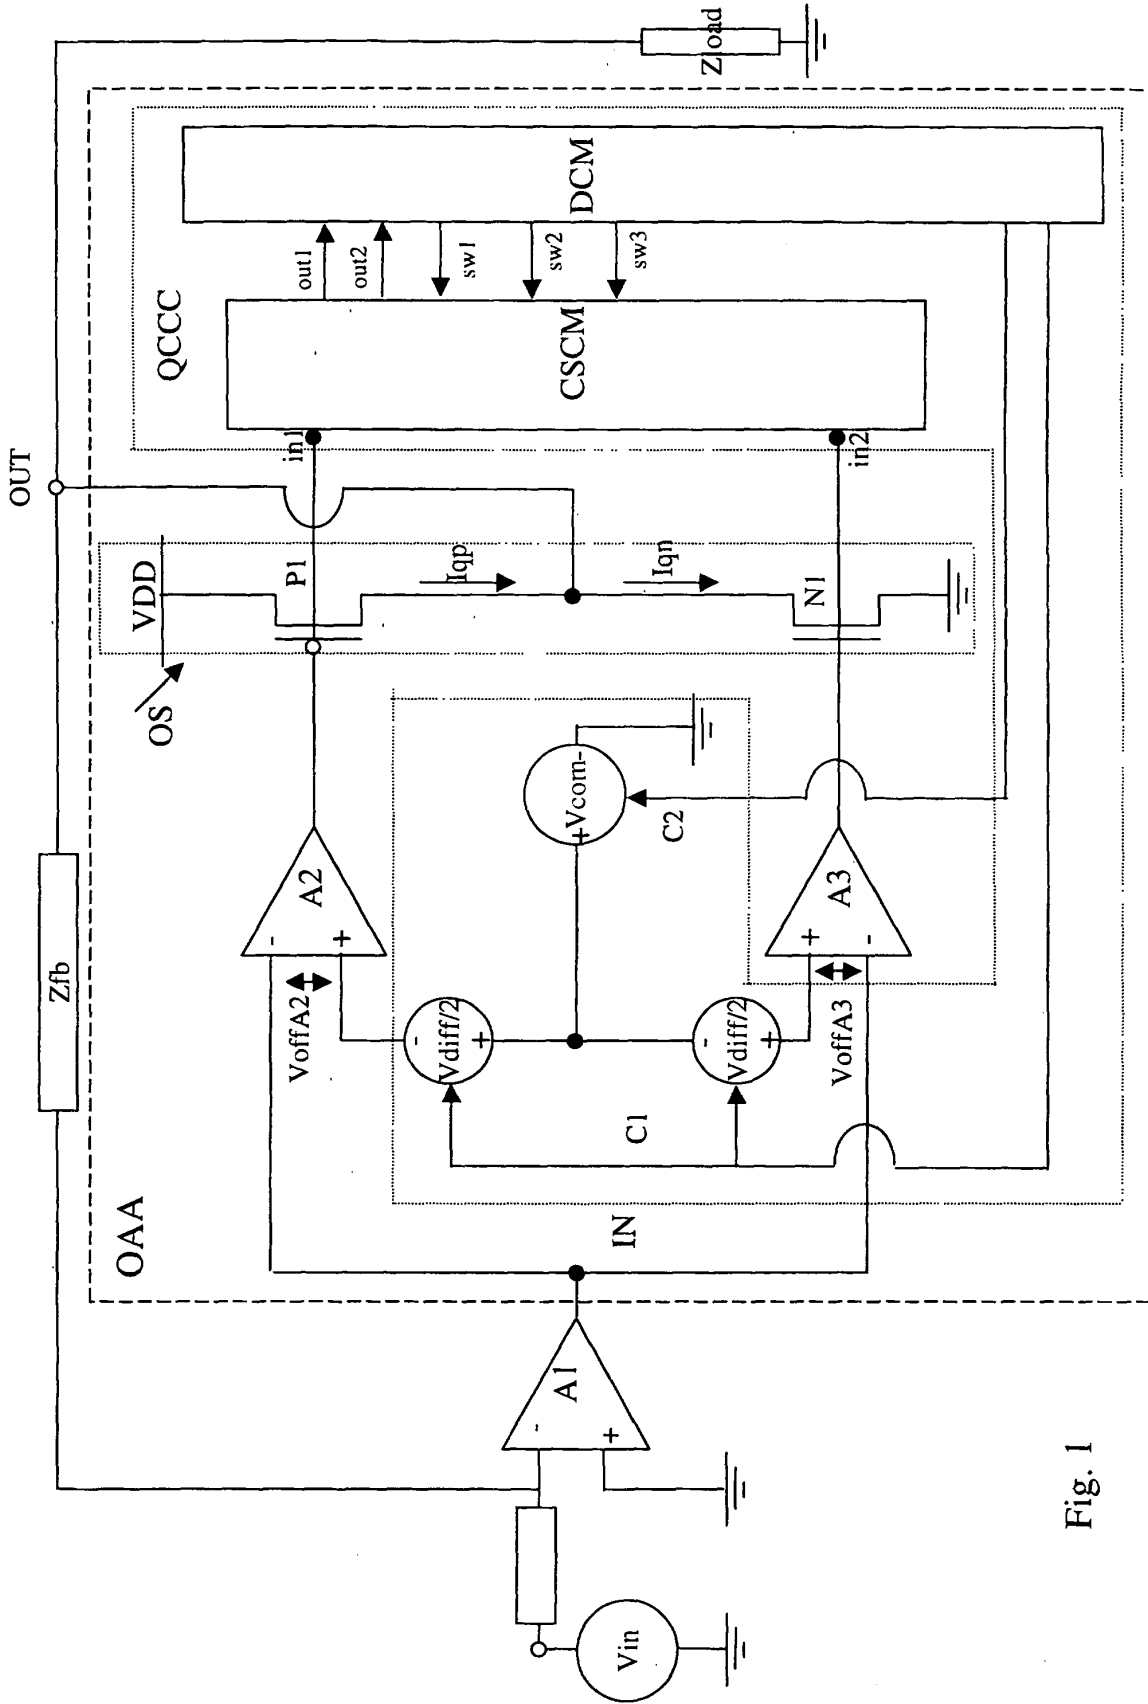 OUT
Zfb
Zload
OAA
OS
VDD
QCCC
P1
in1
out1
out2
sw1
sw2
sw3
CSCM
DCM
A2
-
+
VoffA2
Iqp
Iqn
-
Vdiff/2
+
+
Vcom-
C2
-
Vdiff/2
+
C1
IN
A1
-
+
Vin
A3
+
-
VoffA3
N1
in2
Fig. 1